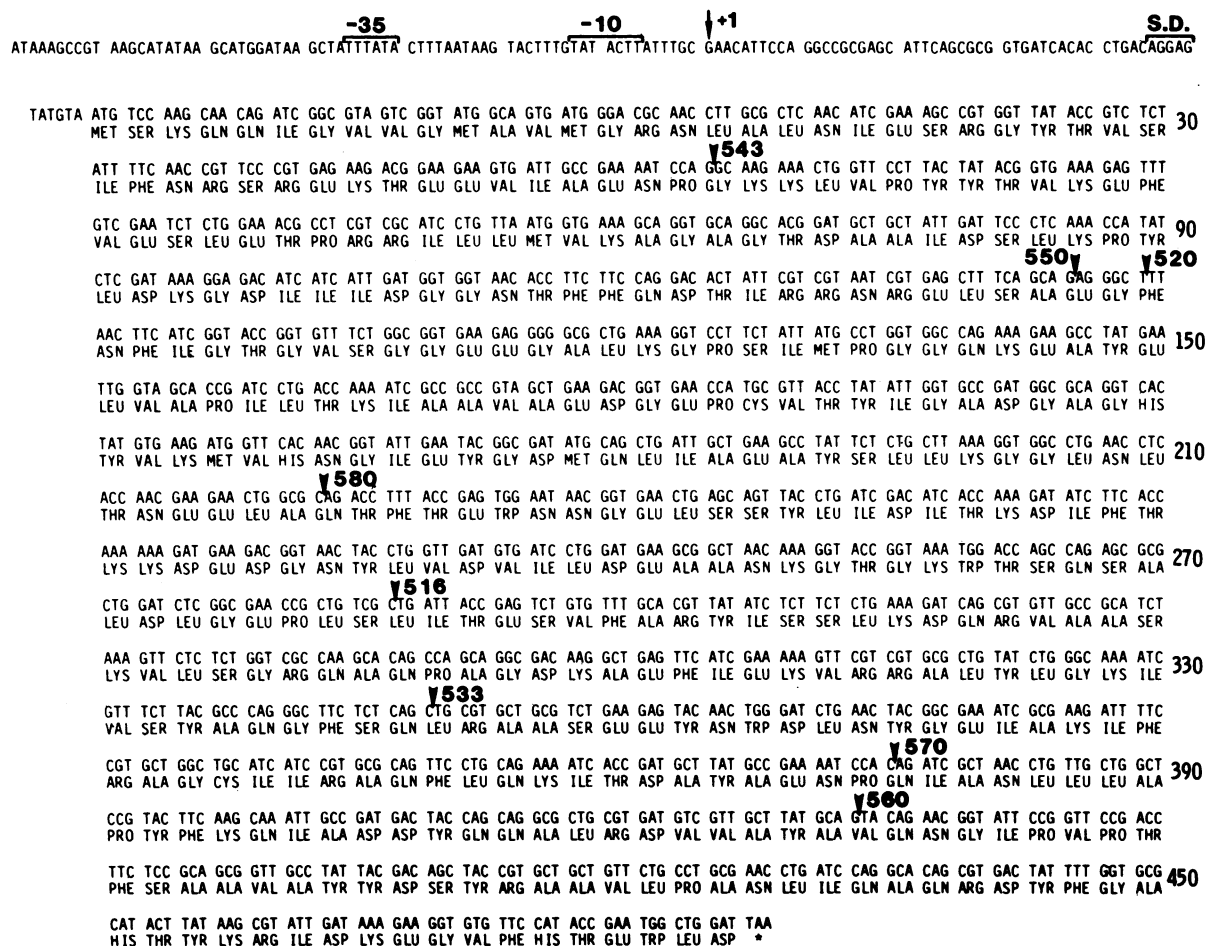 -35 -10 +1 S.D.
ATAAAGCCGT AAGCATATAA GCATGGATAA GCTATTTATA CTTTAATAAG TACTTTGTAT ACTTATTTGC GAACATTCCA GGCCGCGAGC ATTCAGCGCG GTGATCACAC CTGACAGGAG
TATGTA ATG TCC AAG CAA CAG ATC GGC GTA GTC GGT ATG GCA GTG ATG GGA CGC AAC CTT GCG CTC AAC ATC GAA AGC CGT GGT TAT ACC GTC TCT 30
MET SER LYS GLN GLN ILE GLY VAL VAL GLY MET ALA VAL MET GLY ARG ASN LEU ALA LEU ASN ILE GLU SER ARG GLY TYR THR VAL SER
543
ATT TTC AAC CGT TCC CGT GAG AAG ACG GAA GAA GTG ATT GCC GAA AAT CCA GGC AAG AAA CTG GTT CCT TAC TAT ACG GTG AAA GAG TTT
ILE PHE ASN ARG SER ARG GLU LYS THR GLU GLU VAL ILE ALA GLU ASN PRO GLY LYS LYS LEU VAL PRO TYR TYR THR VAL LYS GLU PHE
GTC GAA TCT CTG GAA ACG CCT CGT CGC ATC CTG TTA ATG GTG AAA GCA GGT GCA GGC ACG GAT GCT GCT ATT GAT TCC CTC AAA CCA TAT 90
VAL GLU SER LEU GLU THR PRO ARG ARG ILE LEU LEU MET VAL LYS ALA GLY ALA GLY THR ASP ALA ALA ILE ASP SER LEU LYS PRO TYR
550 520
CTC GAT AAA GGA GAC ATC ATC ATT GAT GGT GGT AAC ACC TTC TTC CAG GAC ACT ATT CGT CGT AAT CGT GAG CTT TCA GCA GAG GGC TTT
LEU ASP LYS GLY ASP ILE ILE ILE ASP GLY GLY ASN THR PHE PHE GLN ASP THR ILE ARG ARG ASN ARG GLU LEU SER ALA GLU GLY PHE
AAC TTC ATC GGT ACC GGT GTT TCT GGC GGT GAA GAG GGG GCG CTG AAA GGT CCT TCT ATT ATG CCT GGT GGC CAG AAA GAA GCC TAT GAA 150
ASN PHE ILE GLY THR GLY VAL SER GLY GLY GLU GLU GLY ALA LEU LYS GLY PRO SER ILE MET PRO GLY GLY GLN LYS GLU ALA TYR GLU
TTG GTA GCA CCG ATC CTG ACC AAA ATC GCC GCC GTA GCT GAA GAC GGT GAA CCA TGC GTT ACC TAT ATT GGT GCC GAT GGC GCA GGT CAC
LEU VAL ALA PRO ILE LEU THR LYS ILE ALA ALA VAL ALA GLU ASP GLY GLU PRO CYS VAL THR TYR ILE GLY ALA ASP GLY ALA GLY HIS
TAT GTG AAG ATG GTT CAC AAC GGT ATT GAA TAC GGC GAT ATG CAG CTG ATT GCT GAA GCC TAT TCT CTG CTT AAA GGT GGC CTG AAC CTC 210
TYR VAL LYS MET VAL HIS ASN GLY ILE GLU TYR GLY ASP MET GLN LEU ILE ALA GLU ALA TYR SER LEU LEU LYS GLY GLY LEU ASN LEU
580
ACC AAC GAA GAA CTG GCG CAG ACC TTT ACC GAG TGG AAT AAC GGT GAA CTG AGC AGT TAC CTG ATC GAC ATC ACC AAA GAT ATC TTC ACC
THR ASN GLU GLU LEU ALA GLN THR PHE THR GLU TRP ASN ASN GLY GLU LEU SER SER TYR LEU ILE ASP ILE THR LYS ASP ILE PHE THR
AAA AAA GAT GAA GAC GGT AAC TAC CTG GTT GAT GTG ATC CTG GAT GAA GCG GCT AAC AAA GGT ACC GGT AAA TGG ACC AGC CAG AGC GCG 270
LYS LYS ASP GLU ASP GLY ASN TYR LEU VAL ASP VAL ILE LEU ASP GLU ALA ALA ASN LYS GLY THR GLY LYS TRP THR SER GLN SER ALA
516
CTG GAT CTC GGC GAA CCG CTG TCG CTG ATT ACC GAG TCT GTG TTT GCA CGT TAT ATC TCT TCT CTG AAA GAT CAG CGT GTT GCC GCA TCT
LEU ASP LEU GLY GLU PRO LEU SER LEU ILE THR GLU SER VAL PHE ALA ARG TYR ILE SER SER LEU LYS ASP GLN ARG VAL ALA ALA SER
AAA GTT CTC TCT GGT CGC CAA GCA CAG CCA GCA GGC GAC AAG GCT GAG TTC ATC GAA AAA GTT CGT CGT GCG CTG TAT CTG GGC AAA ATC 330
LYS VAL LEU SER GLY ARG GLN ALA GLN PRO ALA GLY ASP LYS ALA GLU PHE ILE GLU LYS VAL ARG ARG ALA LEU TYR LEU GLY LYS ILE
533
GTT TCT TAC GCC CAG GGC TTC TCT CAG CTG CGT GCT GCG TCT GAA GAG TAC AAC TGG GAT CTG AAC TAC GGC GAA ATC GCG AAG ATT TTC
VAL SER TYR ALA GLN GLY PHE SER GLN LEU ARG ALA ALA SER GLU GLU TYR ASN TRP ASP LEU ASN TYR GLY GLU ILE ALA LYS ILE PHE
570
CGT GCT GGC TGC ATC ATC CGT GCG CAG TTC CTG CAG AAA ATC ACC GAT GCT TAT GCC GAA AAT CCA CAG ATC GCT AAC CTG TTG CTG GCT 390
ARG ALA GLY CYS ILE ILE ARG ALA GLN PHE LEU GLN LYS ILE THR ASP ALA TYR ALA GLU ASN PRO GLN ILE ALA ASN LEU LEU LEU ALA
560
CCG TAC TTC AAG CAA ATT GCC GAT GAC TAC CAG CAG GCG CTG CGT GAT GTC GTT GCT TAT GCA GTA CAG AAC GGT ATT CCG GTT CCG ACC
PRO TYR PHE LYS GLN ILE ALA ASP ASP TYR GLN GLN ALA LEU ARG ASP VAL VAL ALA TYR ALA VAL GLN ASN GLY ILE PRO VAL PRO THR
TTC TCC GCA GCG GTT GCC TAT TAC GAC AGC TAC CGT GCT GCT GTT CTG CCT GCG AAC CTG ATC CAG GCA CAG CGT GAC TAT TTT GGT GCG 450
PHE SER ALA ALA VAL ALA TYR TYR ASP SER TYR ARG ALA ALA VAL LEU PRO ALA ASN LEU ILE GLN ALA GLN ARG ASP TYR PHE GLY ALA
CAT ACT TAT AAG CGT ATT GAT AAA GAA GGT GTG TTC CAT ACC GAA TGG CTG GAT TAA
HIS THR TYR LYS ARG ILE ASP LYS GLU GLY VAL PHE HIS THR GLU TRP LEU ASP *